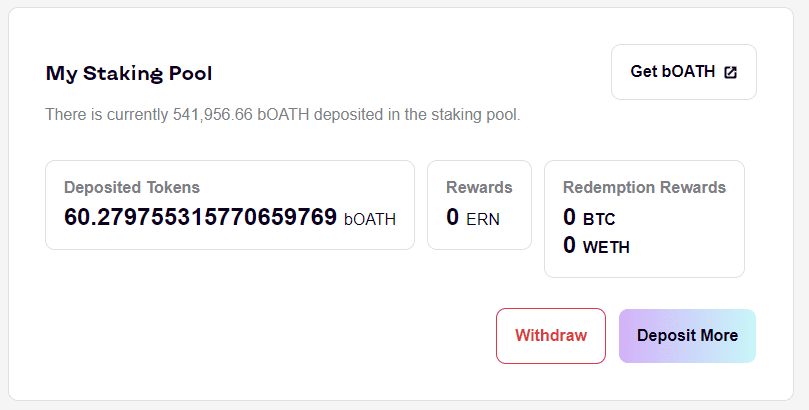 My Staking Pool
Get bOATH
There is currently 541,956.66 bOATH deposited in the staking pool.
Deposited Tokens
60.279755315770659769 bOATH
Rewards
0 ERN
Redemption Rewards
0 BTC
0 WETH
Withdraw
Deposit More